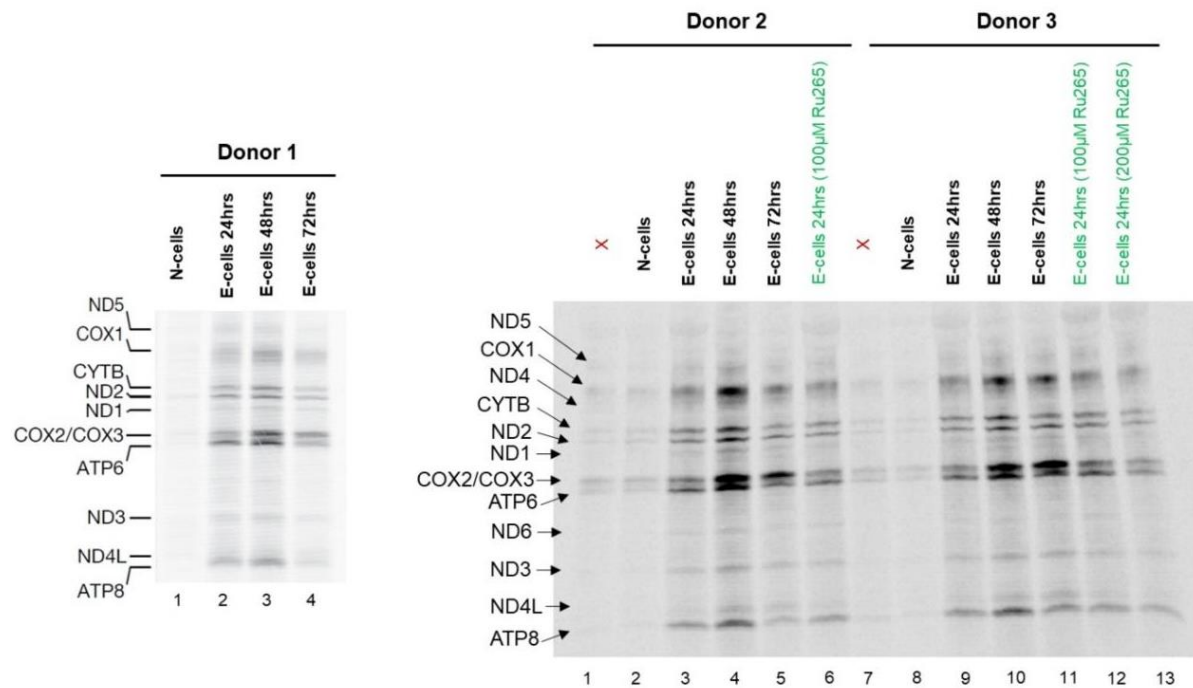 Donor 1
N-cells
E-cells 24hrs
E-cells 48hrs
E-cells 72hrs
ND5
COX1
CYTB
ND2
ND1
COX2/COX3
ATP6
ND3
ND4L
ATP8
1 2 3 4
Donor 2
Donor 3
X
N-cells
E-cells 24hrs
E-cells 48hrs
E-cells 72hrs
E-cells 24hrs (100µM Ru265)
X
N-cells
E-cells 24hrs
E-cells 48hrs
E-cells 72hrs
E-cells 24hrs (100µM Ru265)
E-cells 24hrs (200µM Ru265)
ND5
COX1
ND4
CYTB
ND2
ND1
COX2/COX3
ATP6
ND6
ND3
ND4L
ATP8
1 2 3 4 5 6 7 8 9 10 11 12 13